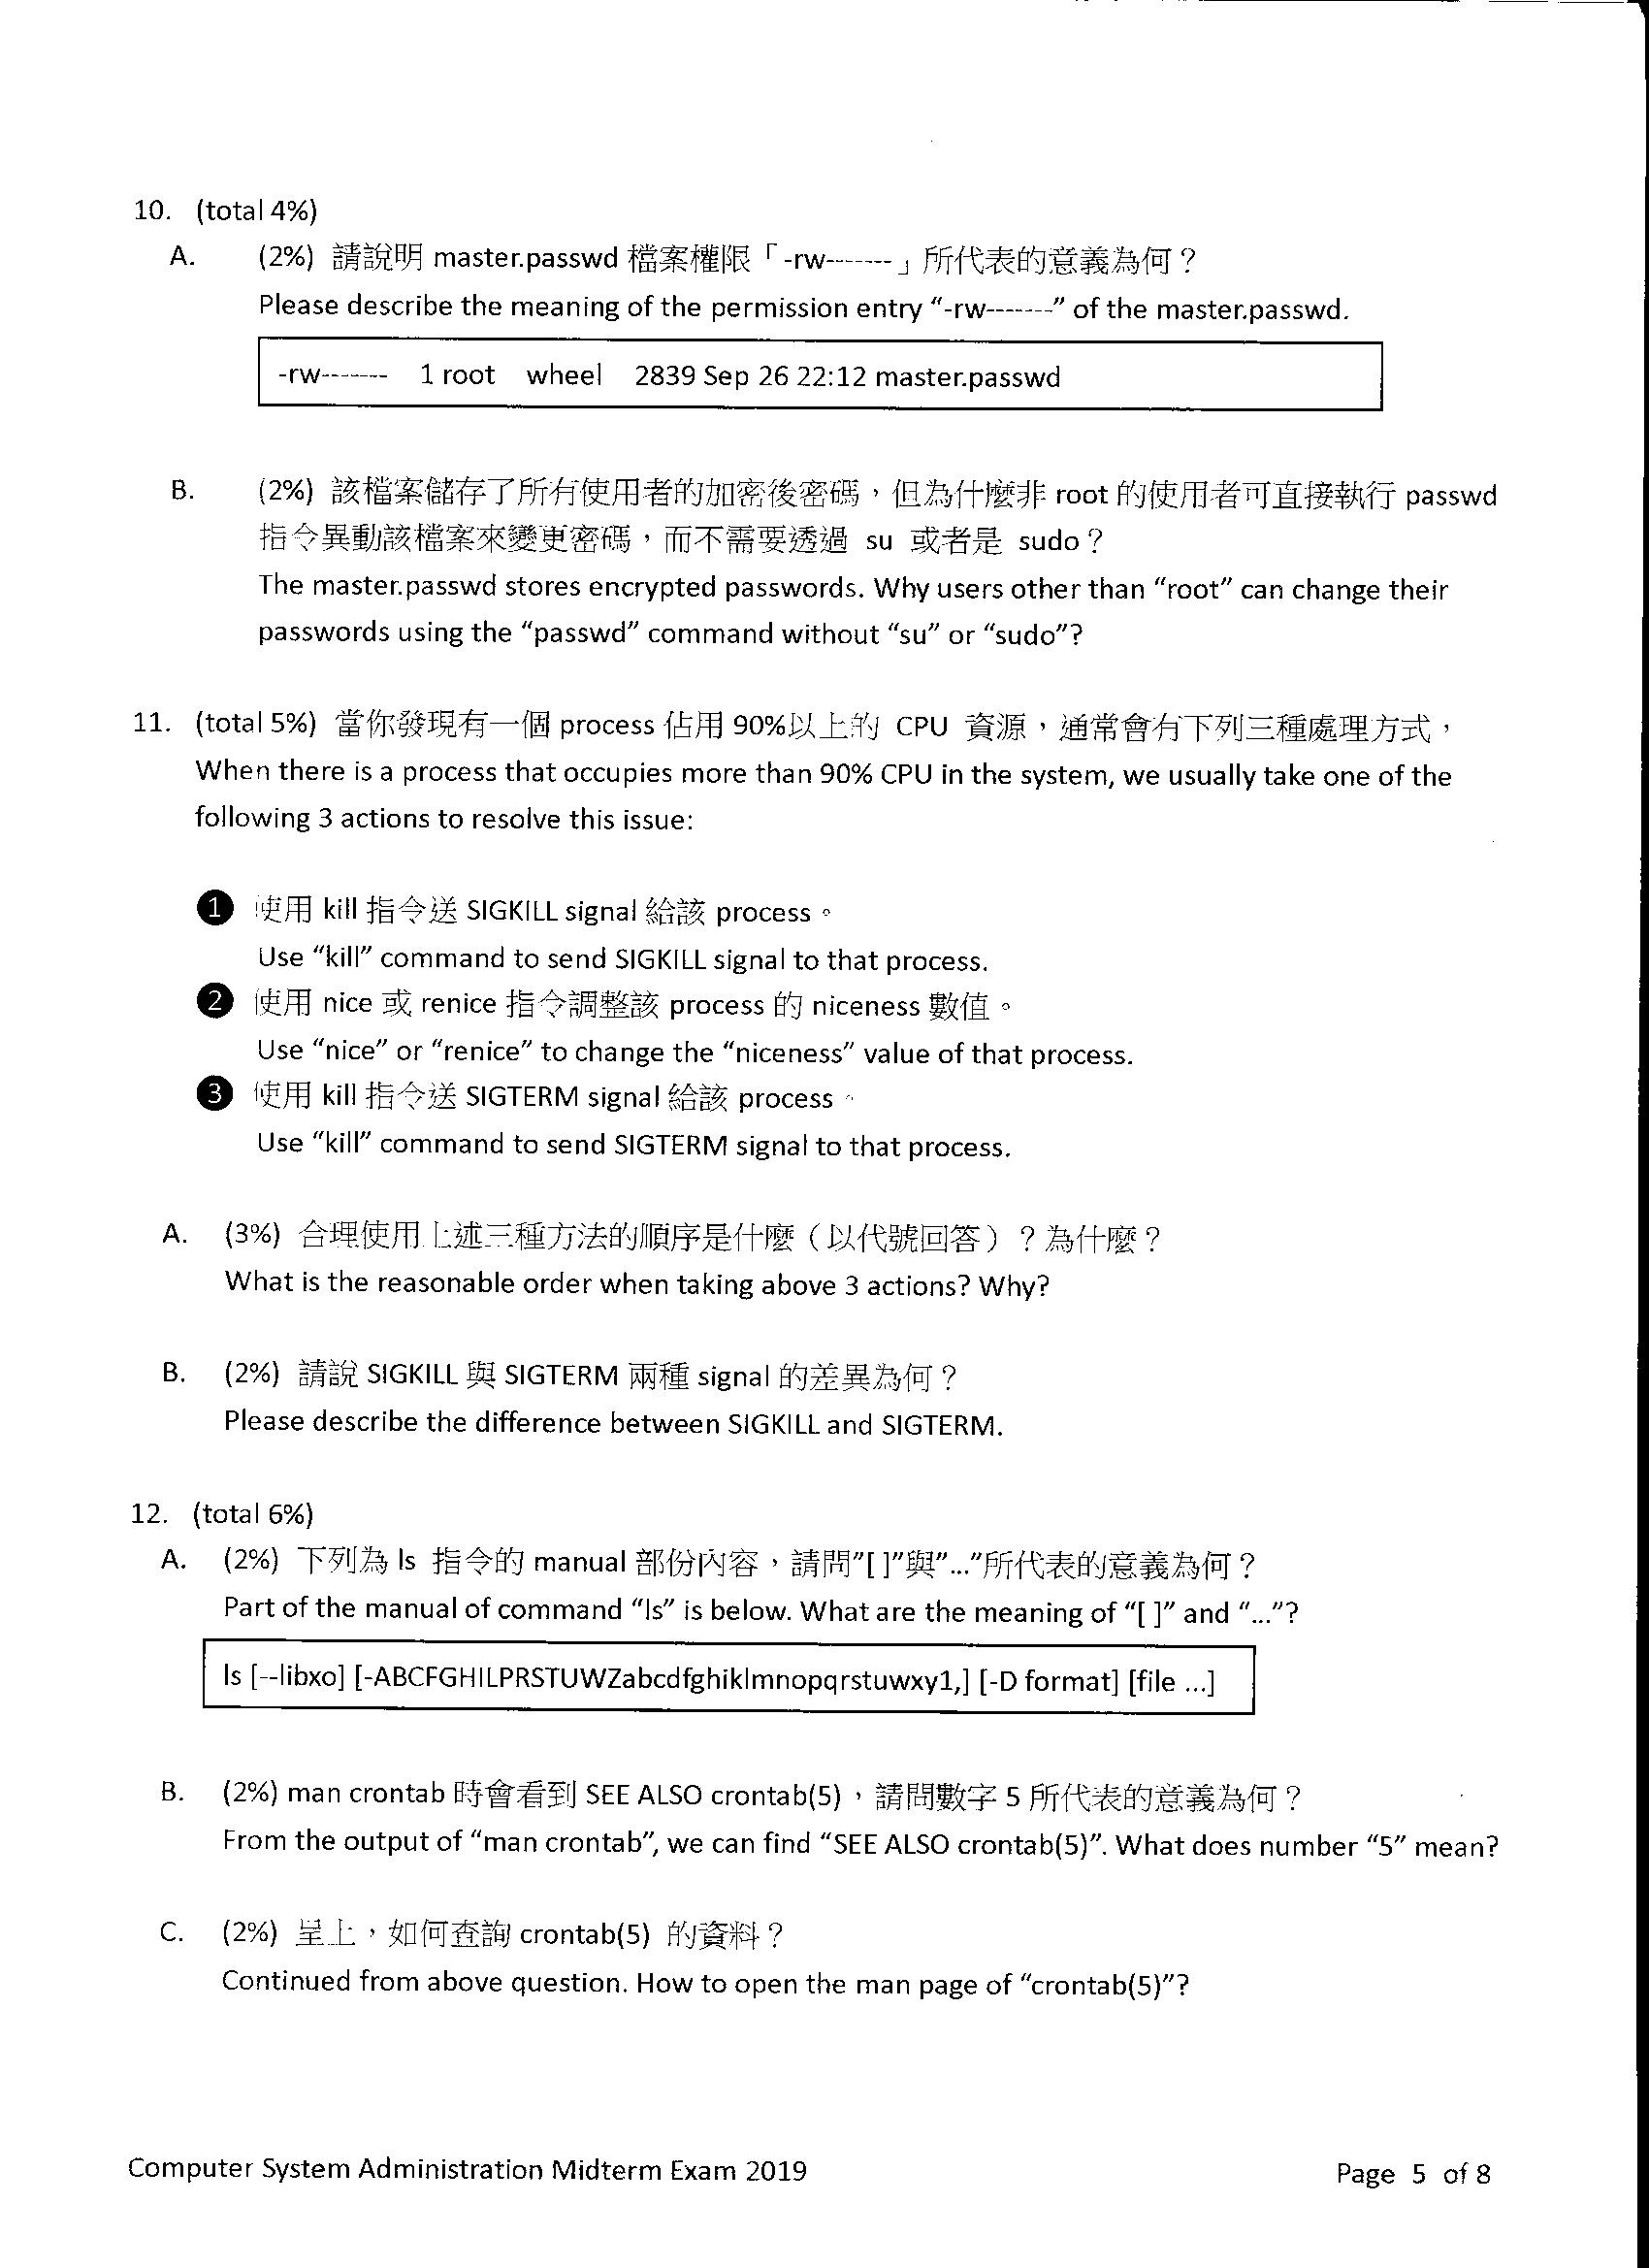 10. (total 4%)
A. (2%) 請說明 master.passwd 檔案權限「-rw-------」所代表的意義為何？
Please describe the meaning of the permission entry “-rw-------” of the master.passwd.
-rw------- 1 root wheel 2839 Sep 26 22:12 master.passwd
B. (2%) 該檔案儲存了所有使用者的加密後密碼，但為什麼非 root 的使用者可直接執行 passwd
指令異動該檔案來變更密碼，而不需要透過 su 或者是 sudo？
The master.passwd stores encrypted passwords. Why users other than “root” can change their
passwords using the “passwd” command without “su” or “sudo”?
11. (total 5%) 當你發現有一個 process 佔用 90%以上的 CPU 資源，通常會有下列三種處理方式，
When there is a process that occupies more than 90% CPU in the system, we usually take one of the
following 3 actions to resolve this issue:
❶ 使用 kill 指令送 SIGKILL signal 給該 process。
Use “kill” command to send SIGKILL signal to that process.
❷ 使用 nice 或 renice 指令調整該 process 的 niceness 數值。
Use “nice” or “renice” to change the “niceness” value of that process.
❸ 使用 kill 指令送 SIGTERM signal 給該 process。
Use “kill” command to send SIGTERM signal to that process.
A. (3%) 合理使用上述三種方法的順序是什麼（以代號回答）？為什麼？
What is the reasonable order when taking above 3 actions? Why?
B. (2%) 請說 SIGKILL 與 SIGTERM 兩種 signal 的差異為何？
Please describe the difference between SIGKILL and SIGTERM.
12. (total 6%)
A. (2%) 下列為 ls 指令的 manual 部份內容，請問”[ ]”與”...”所代表的意義為何？
Part of the manual of command “ls” is below. What are the meaning of “[ ]” and “...”?
ls [--libxo] [-ABCFGHILPRSTUWZabcdfghiklmnopqrstuwxy1,] [-D format] [file ...]
B. (2%) man crontab 時會看到 SEE ALSO crontab(5)，請問數字 5 所代表的意義為何？
From the output of “man crontab”, we can find “SEE ALSO crontab(5)”. What does number “5” mean?
C. (2%) 呈上，如何查詢 crontab(5) 的資料？
Continued from above question. How to open the man page of “crontab(5)”?
Computer System Administration Midterm Exam 2019 Page 5 of 8